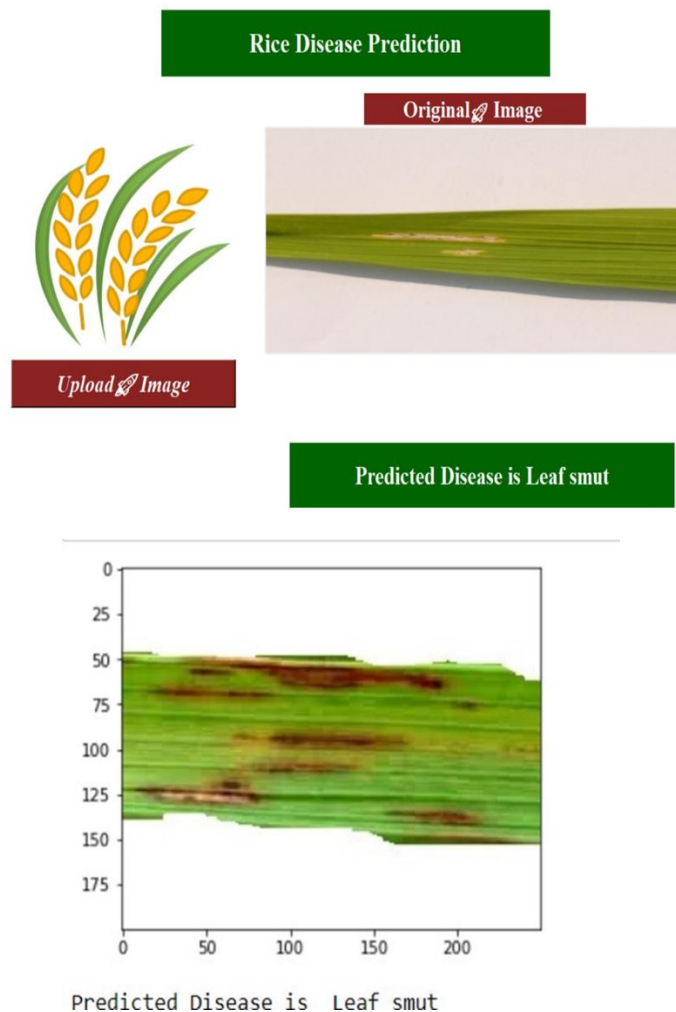 Rice Disease Prediction
Original🚀 Image
Upload🚀 Image
Predicted Disease is Leaf smut
0
25
50
75
100
125
150
175
0 50 100 150 200
Predicted Disease is  Leaf smut